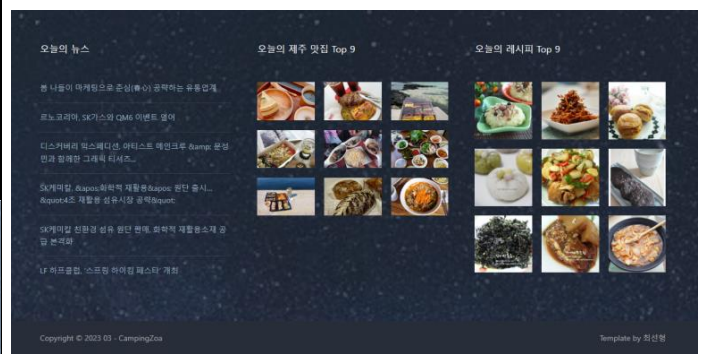 오늘의 뉴스
봄 나들이 마케팅으로 춘심(春心) 공략하는 유통업계
르노코리아, SK가스와 QM6 이벤트 열어
디스커버리 익스페디션, 아티스트 메인크루 &amp; 윤성
민과 함께한 그래픽 티셔츠...
SK케미칼, &apos;화학적 재활용&apos; 원단 출시...
&quot;4조 재활용 섬유시장 공략&quot;
SK케미칼 친환경 섬유 원단 판매, 화학적 재활용소재 공
급 본격화
LF 하프클럽, '스프링 하이킹 페스타' 개최
오늘의 제주 맛집 Top 9
오늘의 레시피 Top 9
Copyright © 2023 03 - CampingZoa
Template by 최선형